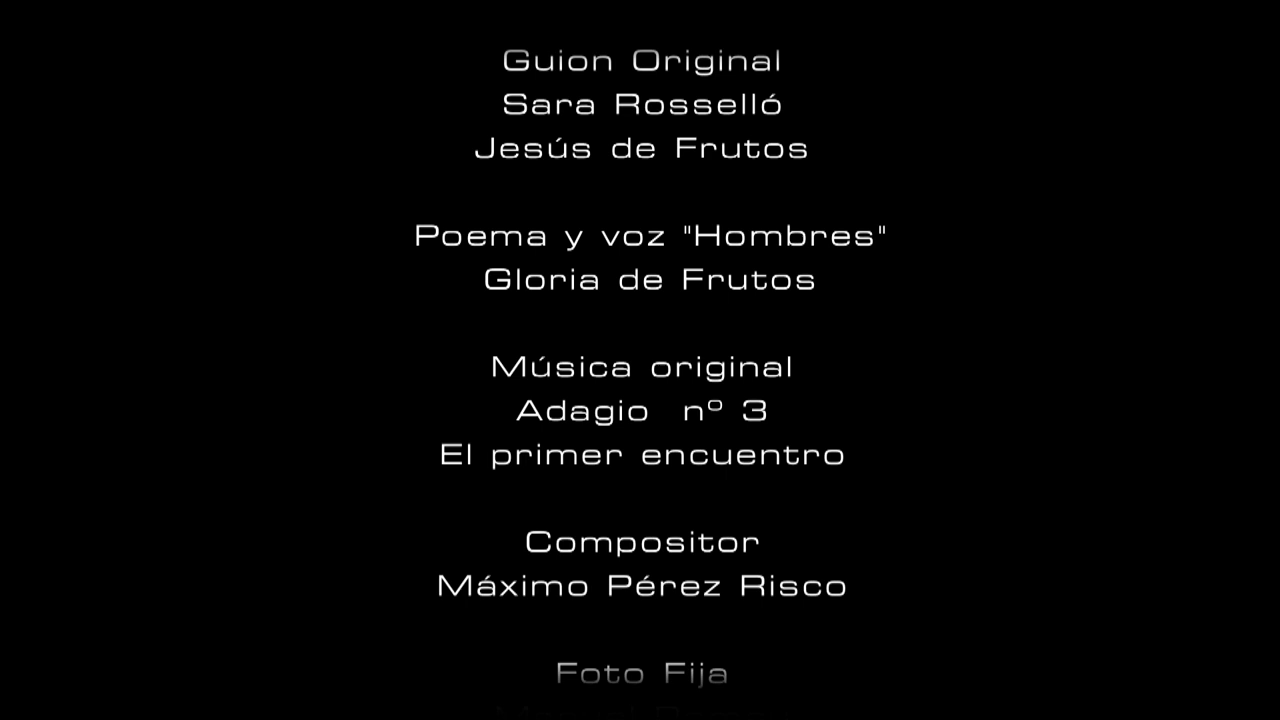 Guion Original
Sara Rosselló
Jesús de Frutos
Poema y voz "Hombres"
Gloria de Frutos
Música original
Adagio nº 3
El primer encuentro
Compositor
Máximo Pérez Risco
Foto Fija